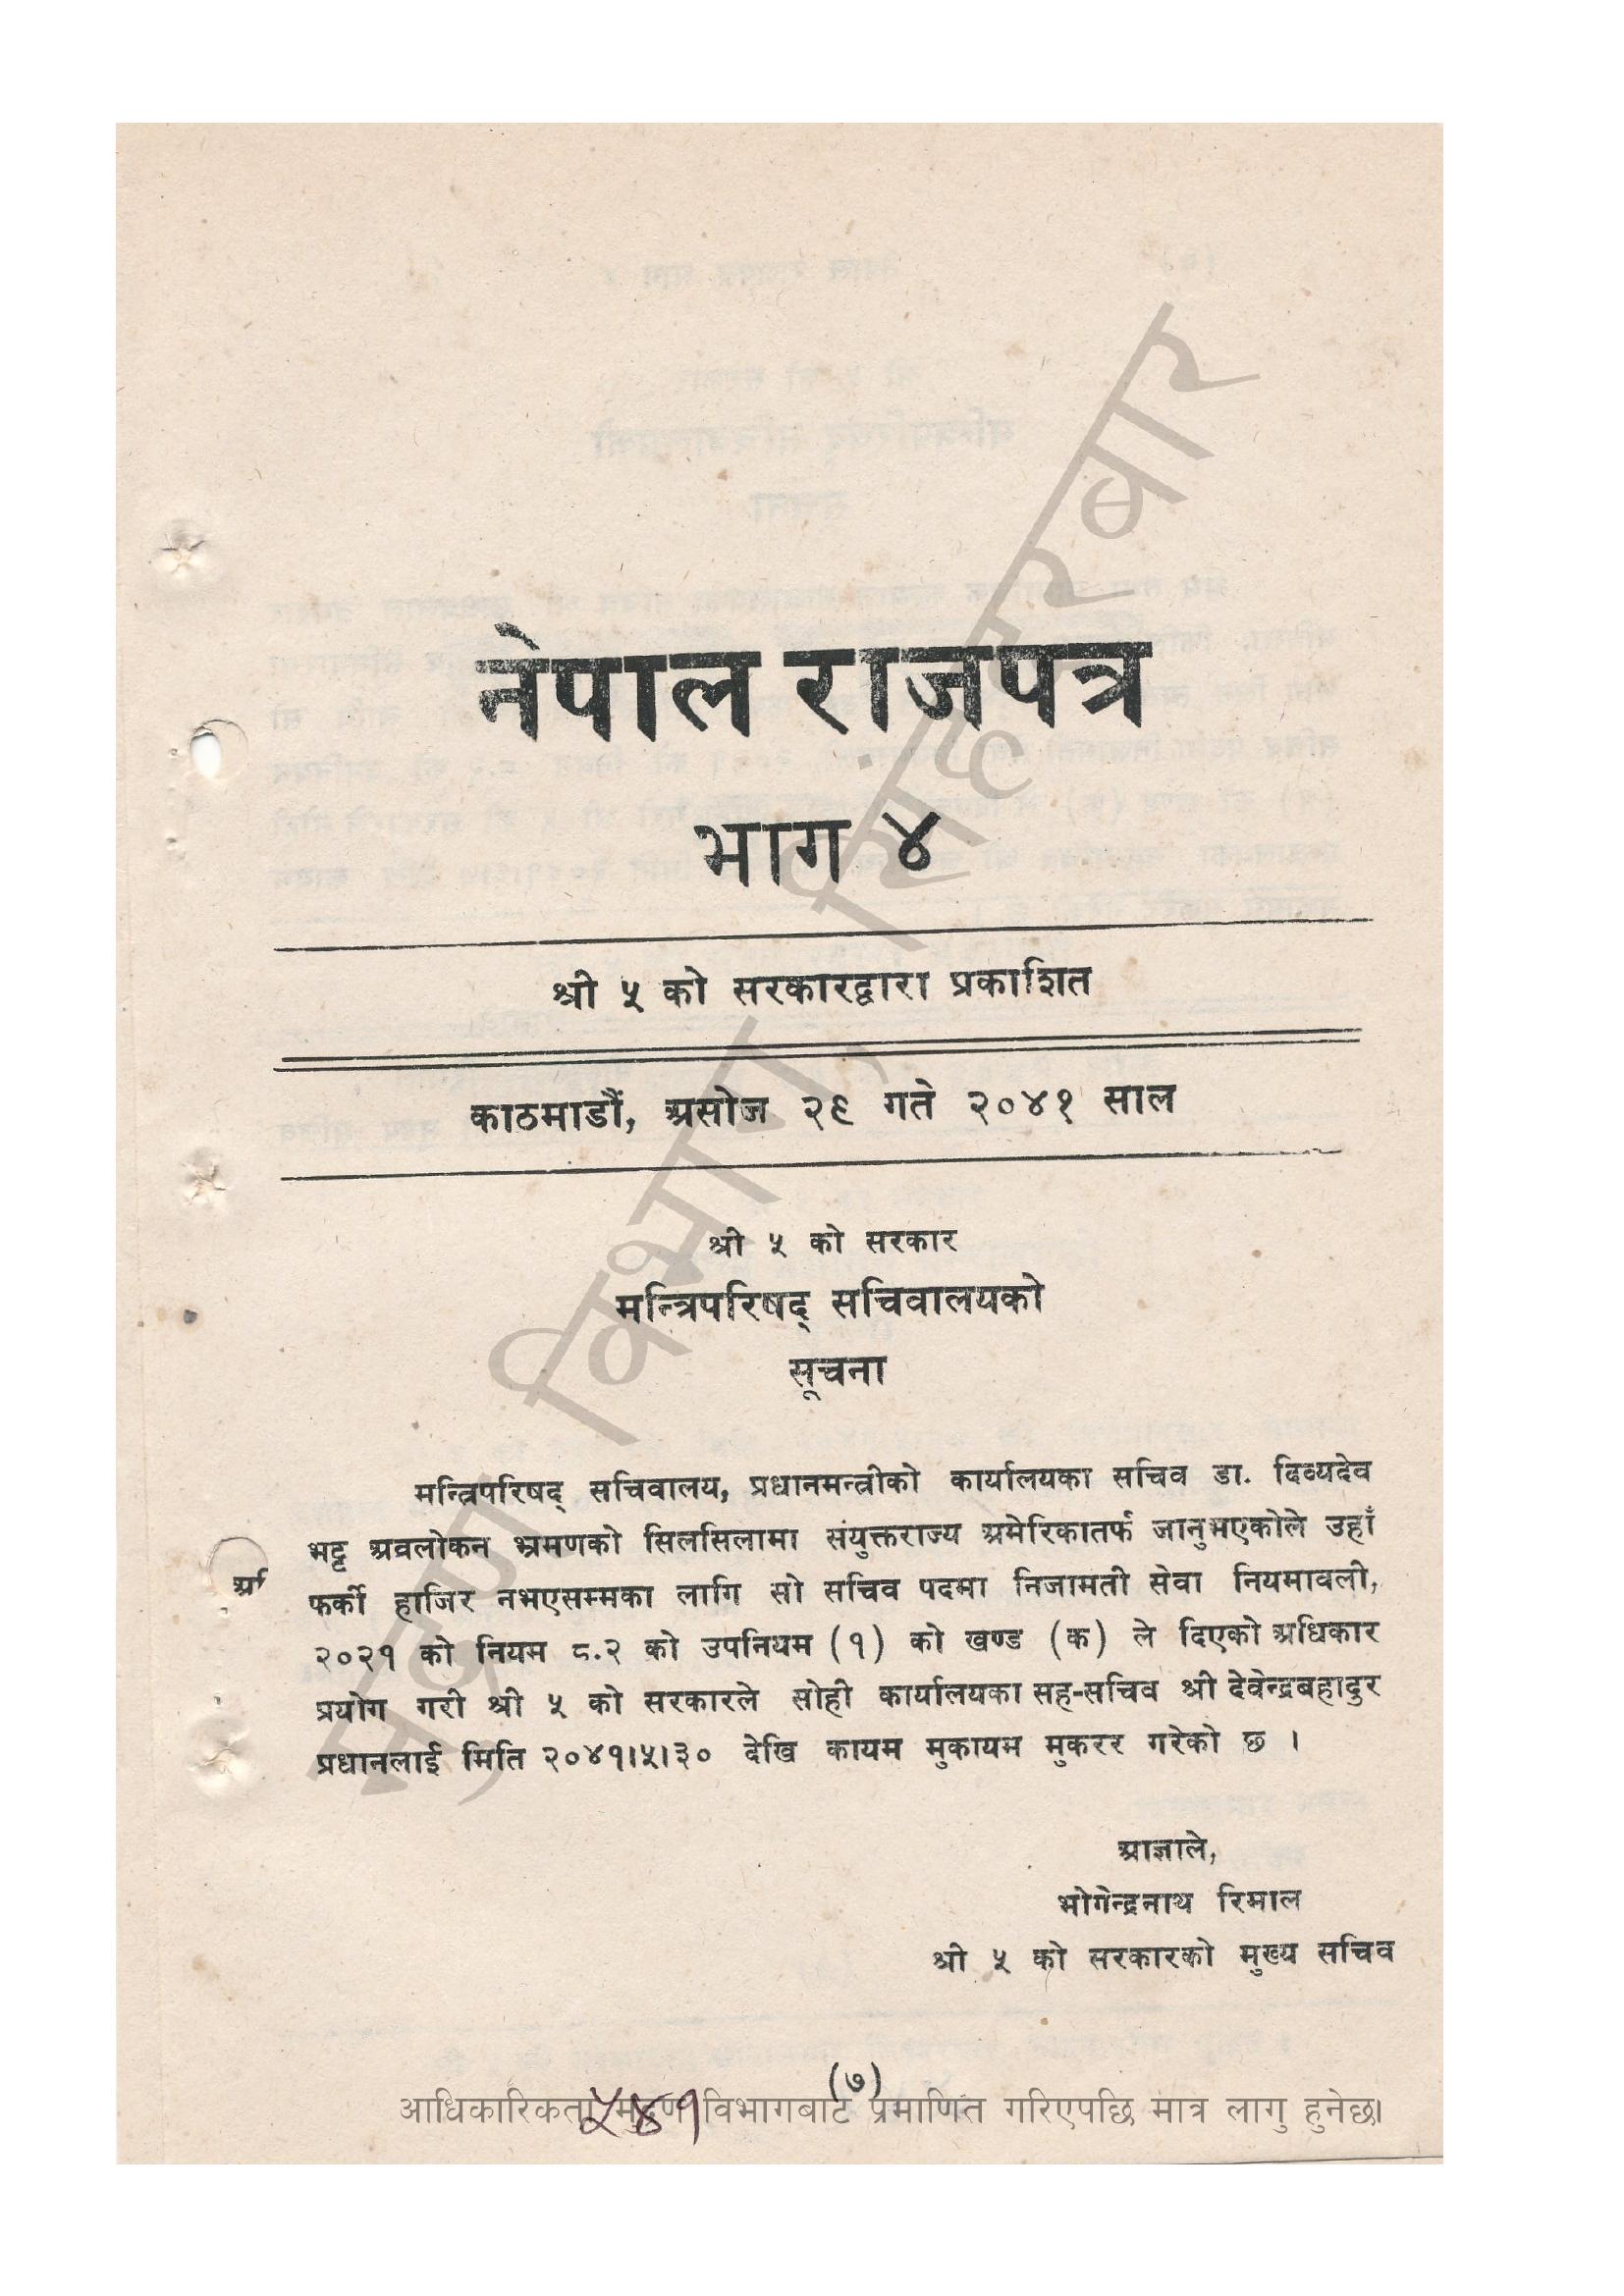 नेपाल राजपत्र
भाग ४
श्री ५ को सरकारद्वारा प्रकाशित
काठमाडौं, असोज २९ गते २०४१ साल
श्री ५ को सरकार
मन्त्रिपरिषद् सचिवालयको
सूचना
मन्त्रिपरिषद् सचिवालय, प्रधानमन्त्रीको कार्यालयका सचिव डा. दिव्यदेव
भट्ट अवलोकन भ्रमणको सिलसिलामा संयुक्तराज्य अमेरिकातर्फ जानुभएकोले उहाँ
फर्की हाजिर नभएसम्मका लागि सो सचिव पदमा निजामती सेवा नियमावली,
२०२१ को नियम ८.२ को उपनियम (१) को खण्ड (क) ले दिएको अधिकार
प्रयोग गरी श्री ५ को सरकारले सोही कार्यालयका सह-सचिव श्री देवेन्द्रबहादुर
प्रधानलाई मिति २०४१।५।३० देखि कायम मुकायम मुकरर गरेको छ ।
आज्ञाले,
भोगेन्द्रनाथ रिमाल
श्री ५ को सरकारको मुख्य सचिव
(७)
५४१
आधिकारिकता मुद्रण विभागबाट प्रमाणित गरिएपछि मात्र लागु हुनेछ।
मुद्रण विभाग, सिंहदरबार